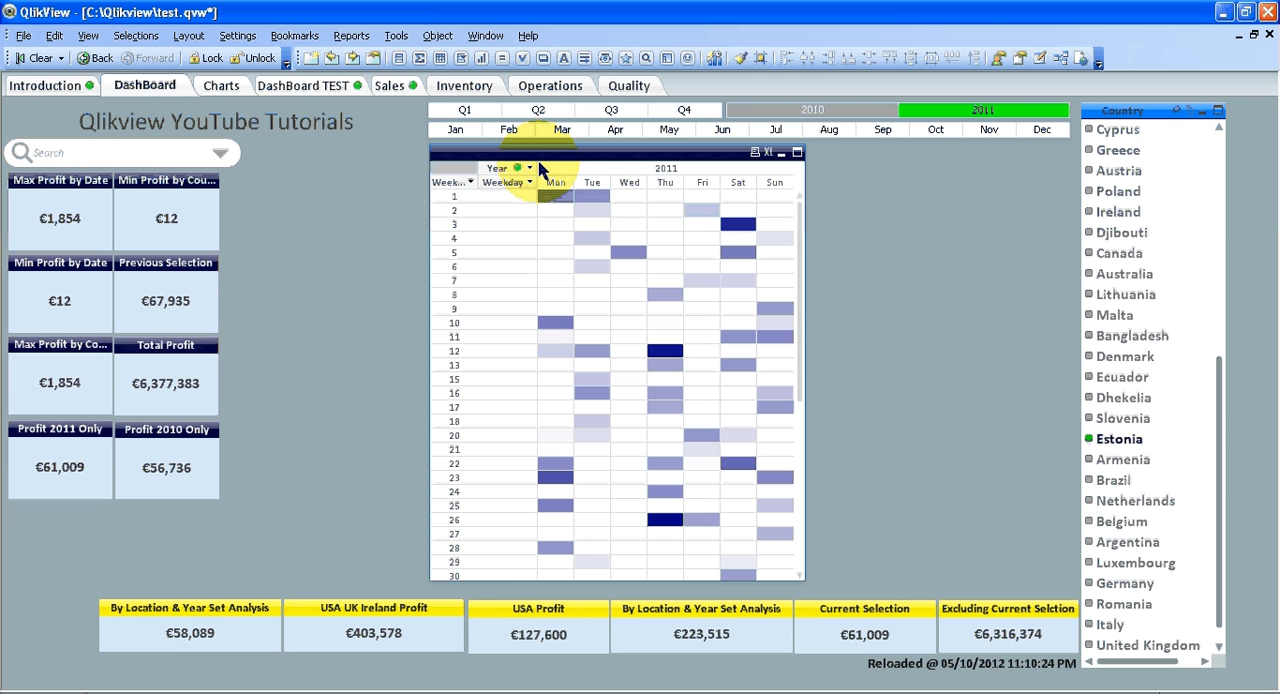 QlikView - [C:\Qlikview\test.qvw*]
File Edit View Selections Layout Settings Bookmarks Reports Tools Object Window Help
Clear Back Forward Lock Unlock
Introduction DashBoard Charts DashBoard TEST Sales Inventory Operations Quality
Qlikview YouTube Tutorials
Search
Q1 Q2 Q3 Q4 2010 2011
Jan Feb Mar Apr May Jun Jul Aug Sep Oct Nov Dec
Max Profit by Date
€1,854
Min Profit by Cou...
€12
Min Profit by Date
€12
Previous Selection
€67,935
Max Profit by Co...
€1,854
Total Profit
€6,377,383
Profit 2011 Only
€61,009
Profit 2010 Only
€56,736
XL
Year 2011
Week... Weekday Mon Tue Wed Thu Fri Sat Sun
1
2
3
4
5
6
7
8
9
10
11
12
13
15
16
17
18
20
21
22
23
24
25
26
27
28
29
30
Country
Cyprus
Greece
Austria
Poland
Ireland
Djibouti
Canada
Australia
Lithuania
Malta
Bangladesh
Denmark
Ecuador
Dhekelia
Slovenia
Estonia
Armenia
Brazil
Netherlands
Belgium
Argentina
Luxembourg
Germany
Romania
Italy
United Kingdom
By Location & Year Set Analysis
€58,089
USA UK Ireland Profit
€403,578
USA Profit
€127,600
By Location & Year Set Analysis
€223,515
Current Selection
€61,009
Excluding Current Selction
€6,316,374
Reloaded @ 05/10/2012 11:10:24 PM